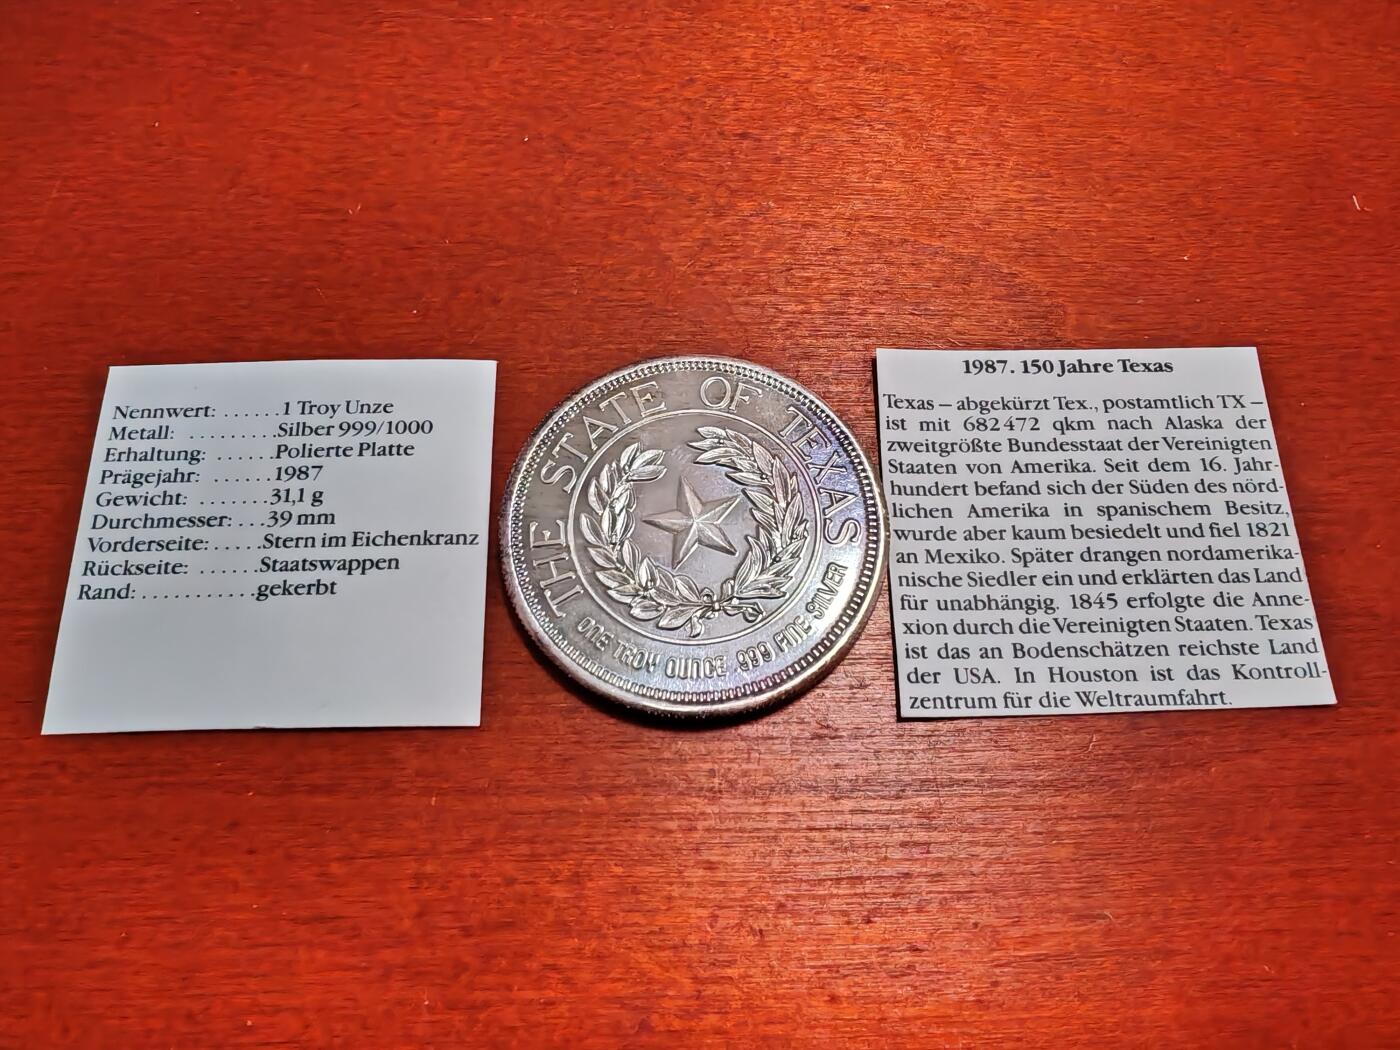 Nennwert: ......1 Troy Unze
Metall: .........Silber 999/1000
Erhaltung: ......Polierte Platte
Prägejahr: ......1987
Gewicht: .......31,1 g
Durchmesser: ...39 mm
Vorderseite: .....Stern im Eichenkranz
Rückseite: ......Staatswappen
Rand: ...........gekerbt
THE STATE OF TEXAS
ONE TROY OUNCE 999 FINE SILVER
1987. 150 Jahre Texas
Texas – abgekürzt Tex., postamtlich TX –
ist mit 682472 qkm nach Alaska der
zweitgrößte Bundesstaat der Vereinigten
Staaten von Amerika. Seit dem 16. Jahr-
hundert befand sich der Süden des nörd-
lichen Amerika in spanischem Besitz,
wurde aber kaum besiedelt und fiel 1821
an Mexiko. Später drangen nordamerika-
nische Siedler ein und erklärten das Land
für unabhängig. 1845 erfolgte die Anne-
xion durch die Vereinigten Staaten. Texas
ist das an Bodenschätzen reichste Land
der USA. In Houston ist das Kontroll-
zentrum für die Weltraumfahrt.